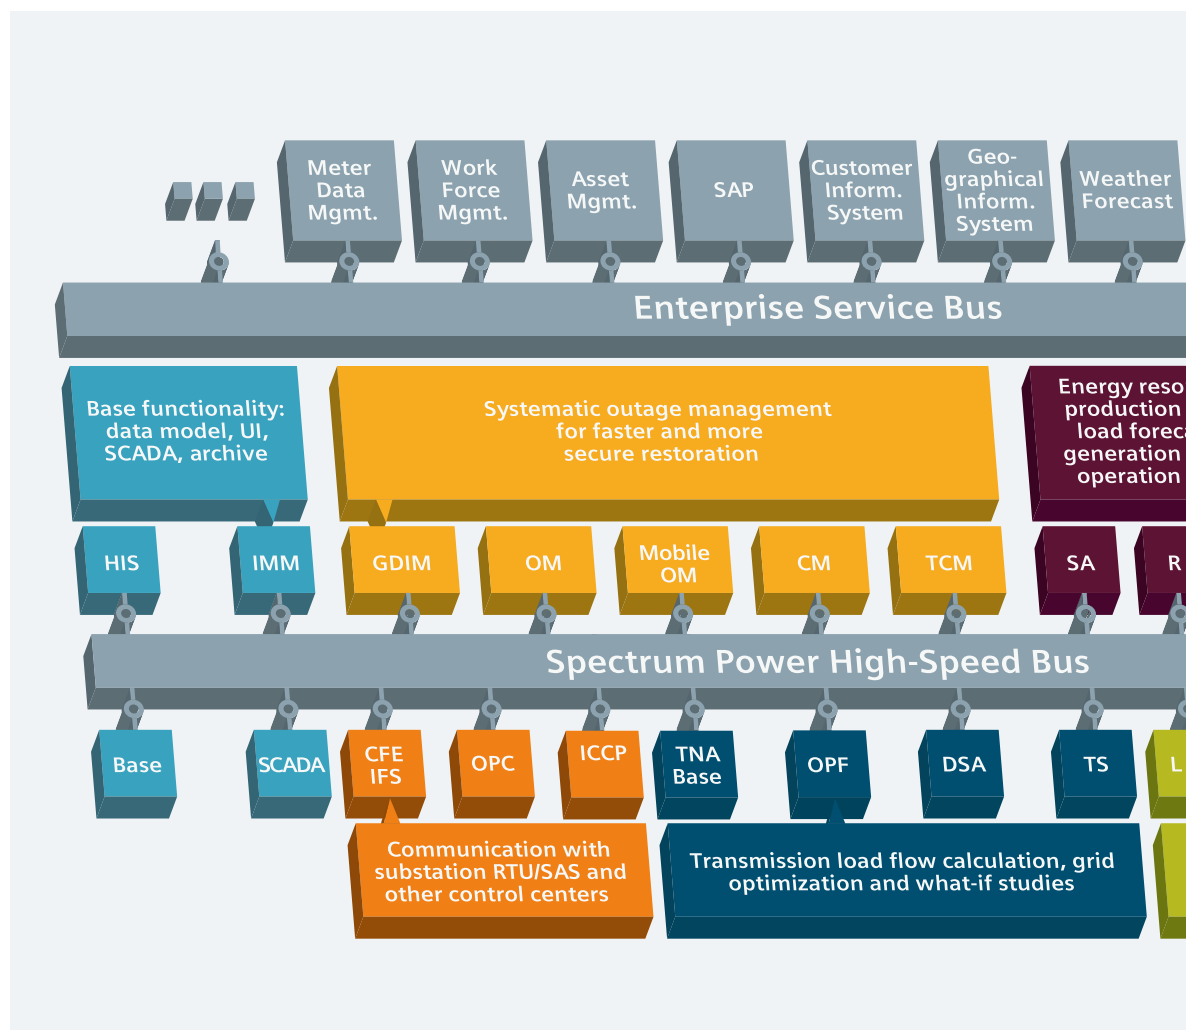 Meter
Data
Mgmt.
Work
Force
Mgmt.
Asset
Mgmt.
SAP
Customer
Inform.
System
Geo-
graphical
Inform.
System
Weather
Forecast
Enterprise Service Bus
Base functionality:
data model, UI,
SCADA, archive
Systematic outage management
for faster and more
secure restoration
Energy
production
load
generation
operation
HIS
IMM
GDIM
OM
Mobile
OM
CM
TCM
SA
R
Spectrum Power High-Speed Bus
Base
SCADA
CFE
IFS
OPC
ICCP
TNA
Base
OPF
DSA
TS
L
Communication with
substation RTU/SAS and
other control centers
Transmission load flow calculation, grid
optimization and what-if studies